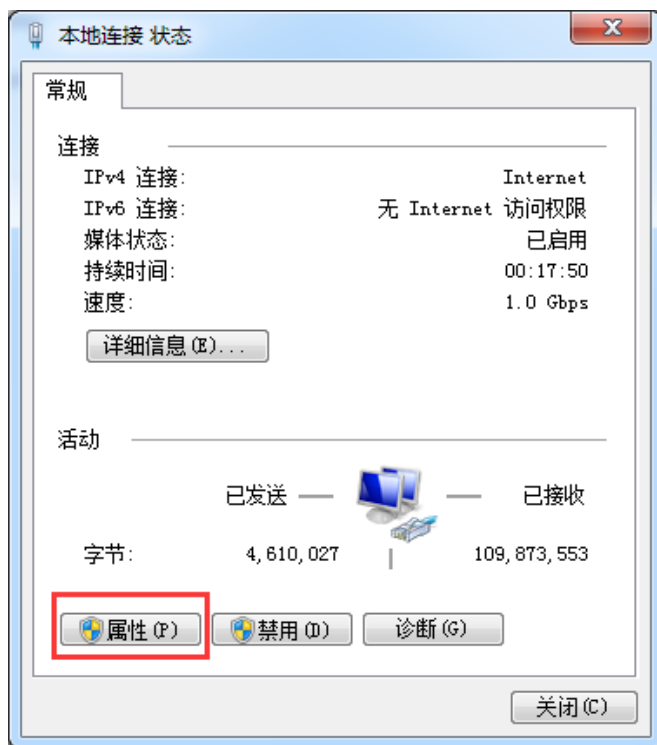 本地连接 状态
常规
连接
IPv4 连接: Internet
IPv6 连接: 无 Internet 访问权限
媒体状态: 已启用
持续时间: 00:17:50
速度: 1.0 Gbps
详细信息(E)...
活动
已发送 — — 已接收
字节: 4,610,027 | 109,873,553
属性(P) 禁用(D) 诊断(G)
关闭(C)